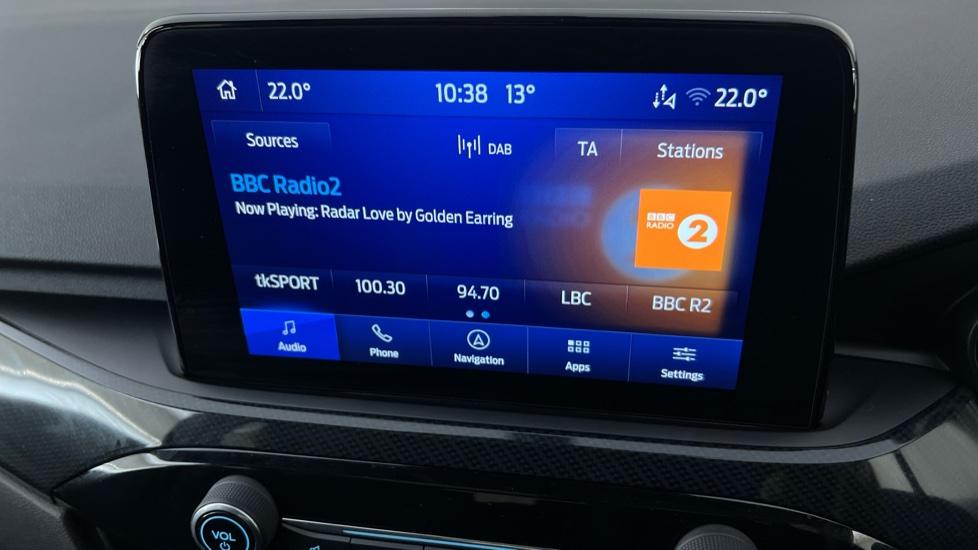 22.0° 10:38 13° 22.0°
Sources DAB TA Stations
BBC Radio2
Now Playing: Radar Love by Golden Earring
BBC
RADIO 2
tkSPORT 100.30 94.70 LBC BBC R2
Audio Phone Navigation Apps Settings
VOL